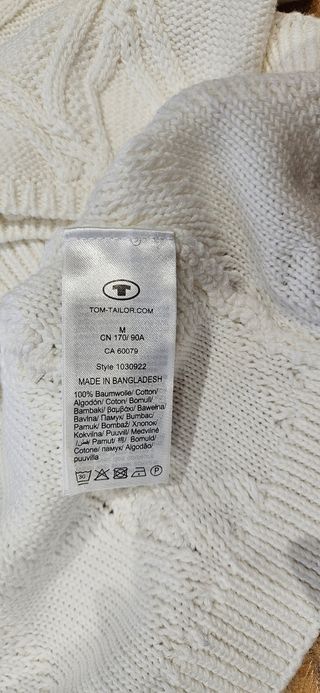 TOM-TAILOR.COM
M
CN 170/ 90A
CA 60079
Style 1030922
MADE IN BANGLADESH
100% Baumwolle/ Cotton/
Algodón/ Coton/ Bomuli/
Bambaki/ βαμβάκι/ Bawełna/
Bavlna/ Памук/ Bumbac/
Pamuk/ Bombaž/ Хлопок/
Kokvilna/ Puuvill/ Medvilnė
/ قطن/ Pamut/ 棉/ Bomuld/
Cotone/ памук/ Algodão/
puuvilla
30
P